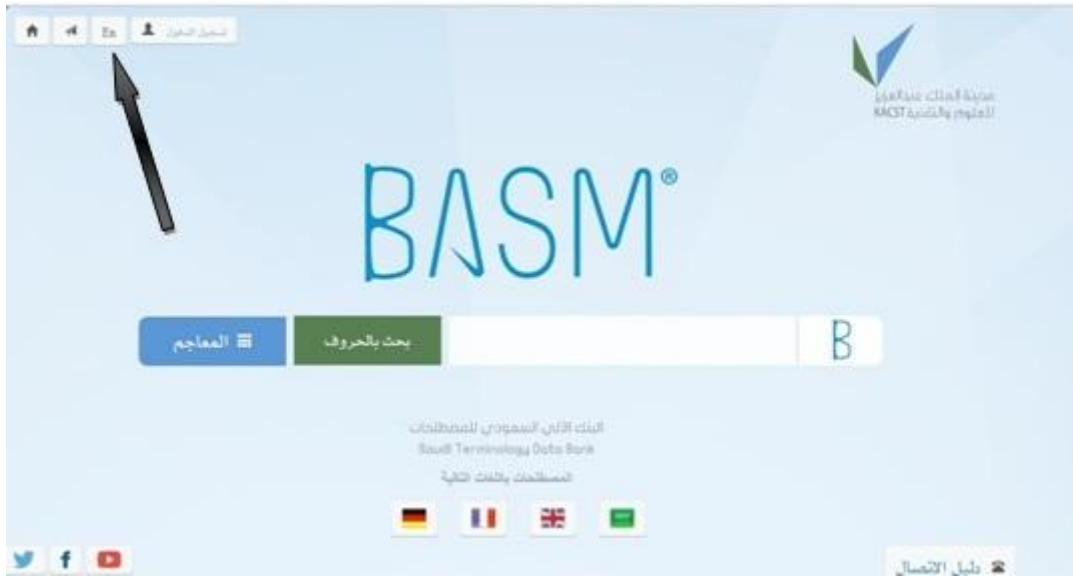 En تسجيل الدخول
مدينة الملك عبدالعزيز
للعلوم والتقنية KACST
BASM®
المعاجم
بحث بالحروف
B
البنك الآلي السعودي للمصطلحات
Saudi Terminology Data Bank
المصطلحات باللغات التالية
دليل الاتصال